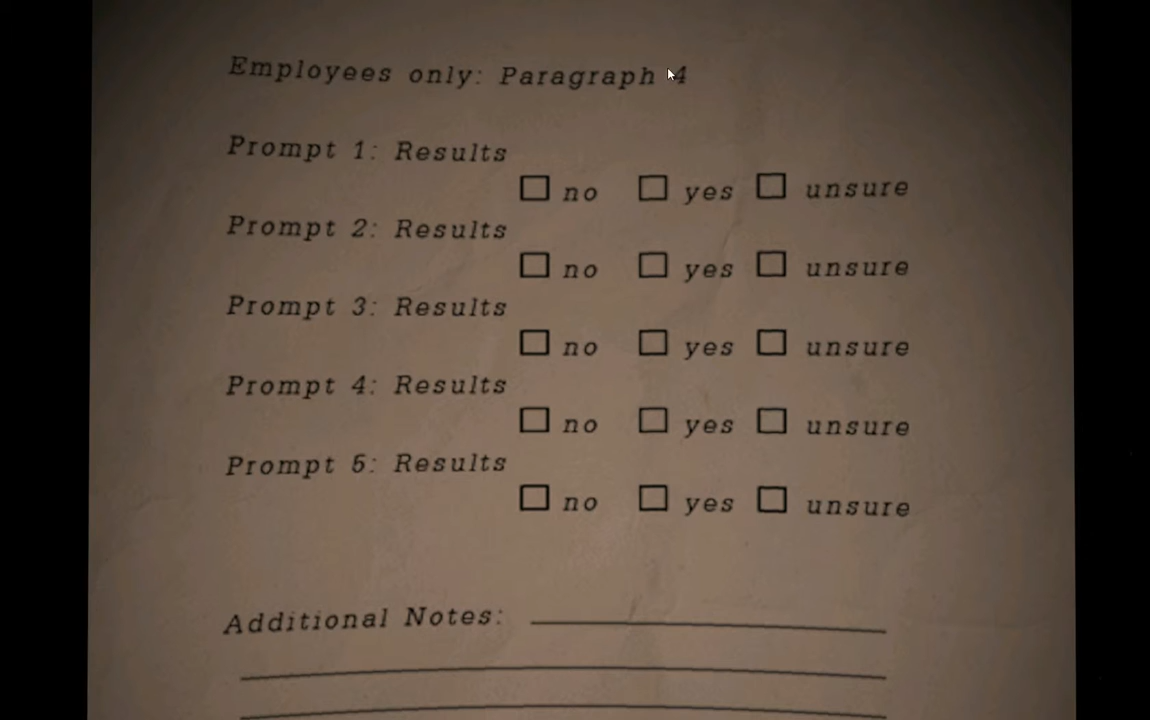 Employees only: Paragraph 4
Prompt 1: Results
no yes unsure
Prompt 2: Results
no yes unsure
Prompt 3: Results
no yes unsure
Prompt 4: Results
no yes unsure
Prompt 5: Results
no yes unsure
Additional Notes: